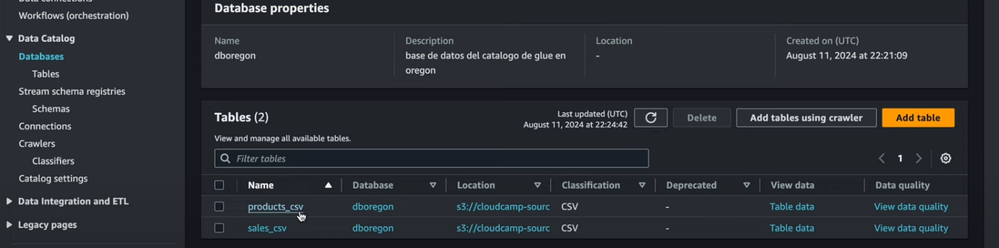 Data connections
Workflows (orchestration)
Data Catalog
Databases
Tables
Stream schema registries
Schemas
Connections
Crawlers
Classifiers
Catalog settings
Data Integration and ETL
Legacy pages
Database properties
Name
dboregon
Description
base de datos del catalogo de glue en
oregon
Location
-
Created on (UTC)
August 11, 2024 at 22:21:09
Tables (2)
Last updated (UTC)
August 11, 2024 at 22:24:42
Delete
Add tables using crawler
Add table
View and manage all available tables.
Filter tables
1
Name Database Location Classification Deprecated View data Data quality
products_csv dboregon s3://cloudcamp-sourc CSV - Table data View data quality
sales_csv dboregon s3://cloudcamp-sourc CSV - Table data View data quality